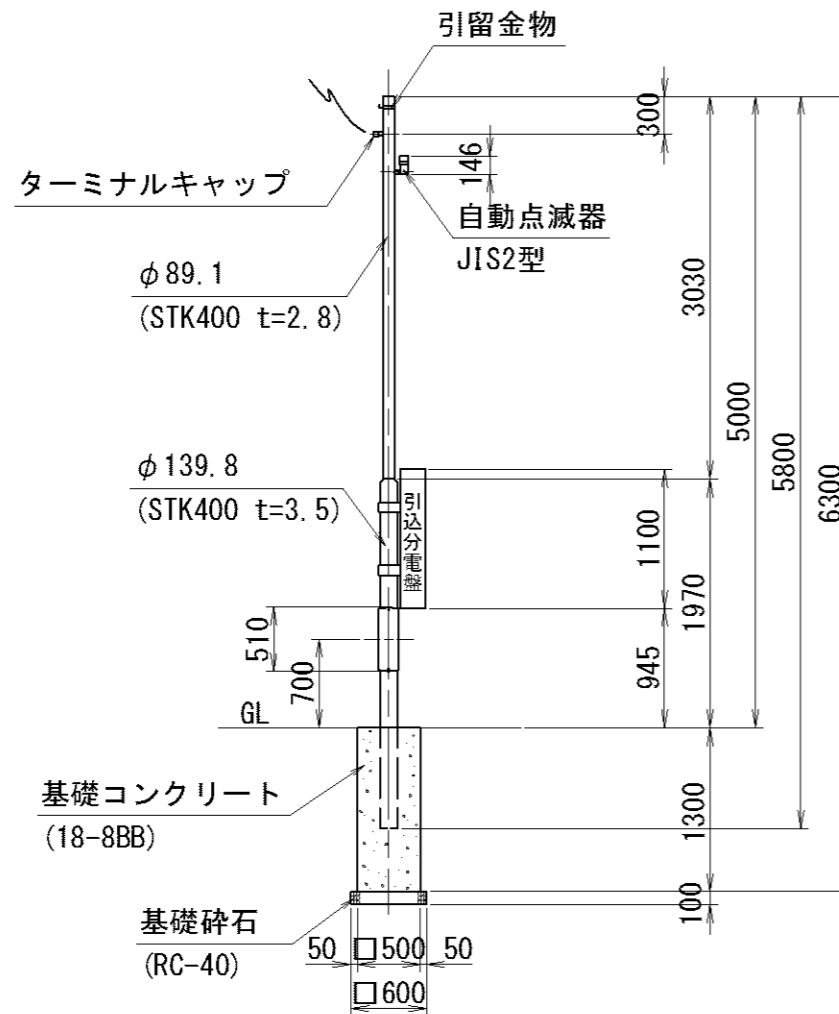 引留金物
300
ターミナルキャップ
146
自動点滅器
JIS2型
φ89.1
(STK400 t=2.8)
3030
5000
5800
6300
φ139.8
(STK400 t=3.5)
引込分電盤
1100
1970
510
700
945
GL
基礎コンクリート
(18-8BB)
1300
100
基礎砕石
(RC-40)
50 □500 50
□600